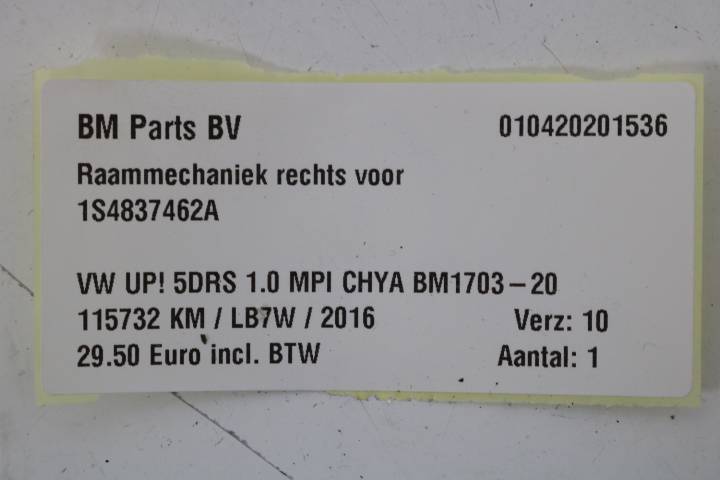 BM Parts BV 010420201536
Raammechaniek rechts voor
1S4837462A
VW UP! 5DRS 1.0 MPI CHYA BM1703-20
115732 KM / LB7W / 2016 Verz: 10
29.50 Euro incl. BTW Aantal: 1